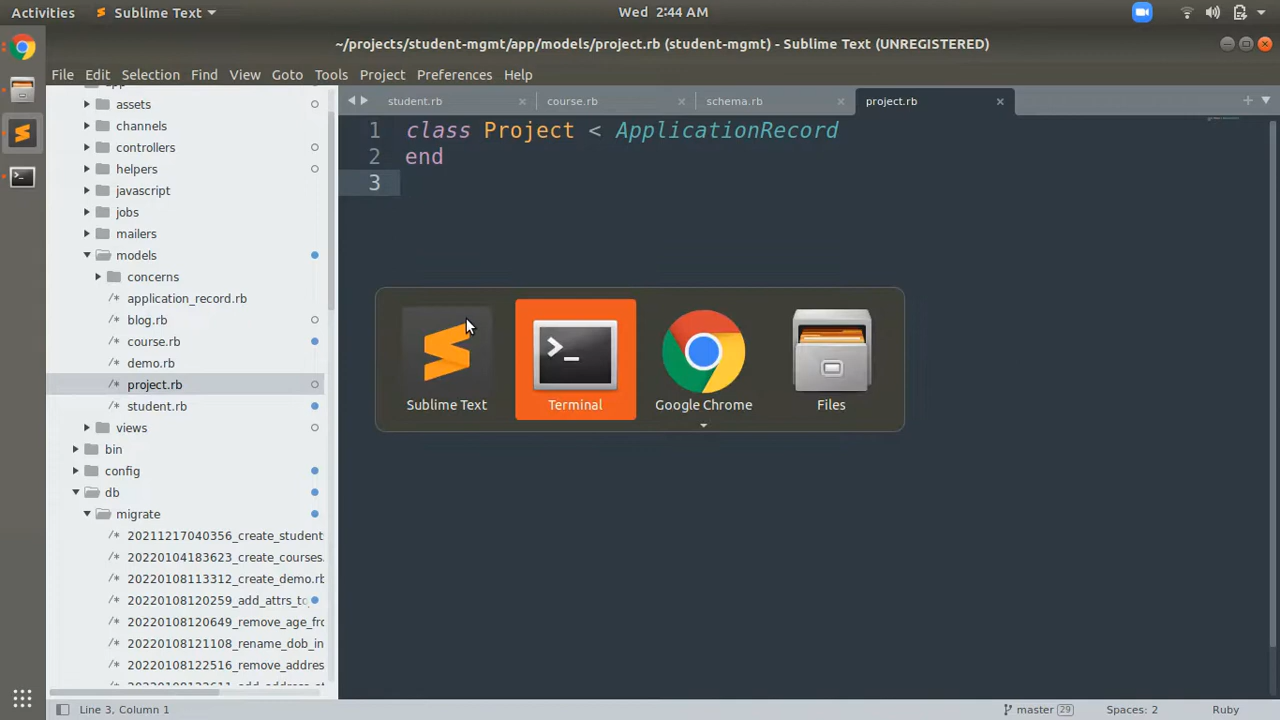 Activities
Sublime Text
Wed 2:44 AM
~/projects/student-mgmt/app/models/project.rb (student-mgmt) - Sublime Text (UNREGISTERED)
File Edit Selection Find View Goto Tools Project Preferences Help
assets
channels
controllers
helpers
javascript
jobs
mailers
models
concerns
application_record.rb
blog.rb
course.rb
demo.rb
project.rb
student.rb
views
bin
config
db
migrate
20211217040356_create_student
20220104183623_create_courses.
20220108113312_create_demo.rb
20220108120259_add_attrs_to
20220108120649_remove_age_fro
20220108121108_rename_dob_in
20220108122516_remove_addres
student.rb
course.rb
schema.rb
project.rb
1 class Project < ApplicationRecord
2 end
3
Sublime Text
Terminal
Google Chrome
Files
Line 3, Column 1
master 29
Spaces: 2
Ruby